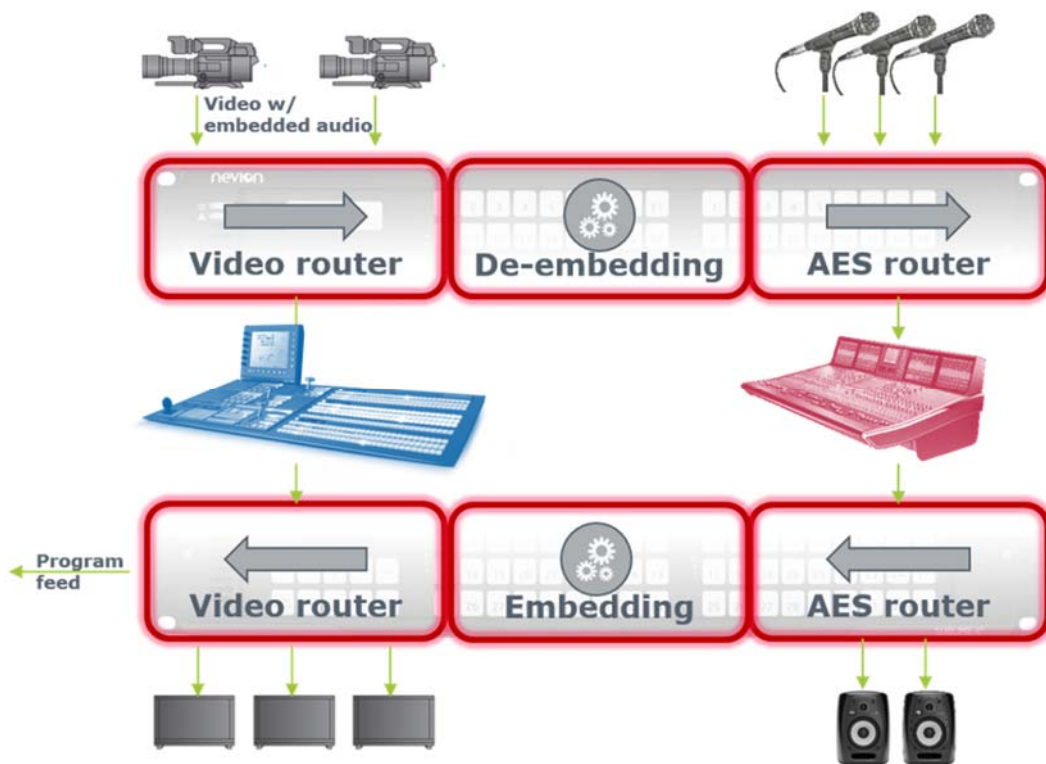 Video w/
embedded audio
nevion
Video router
De-embedding
AES router
Program
feed
Video router
Embedding
AES router